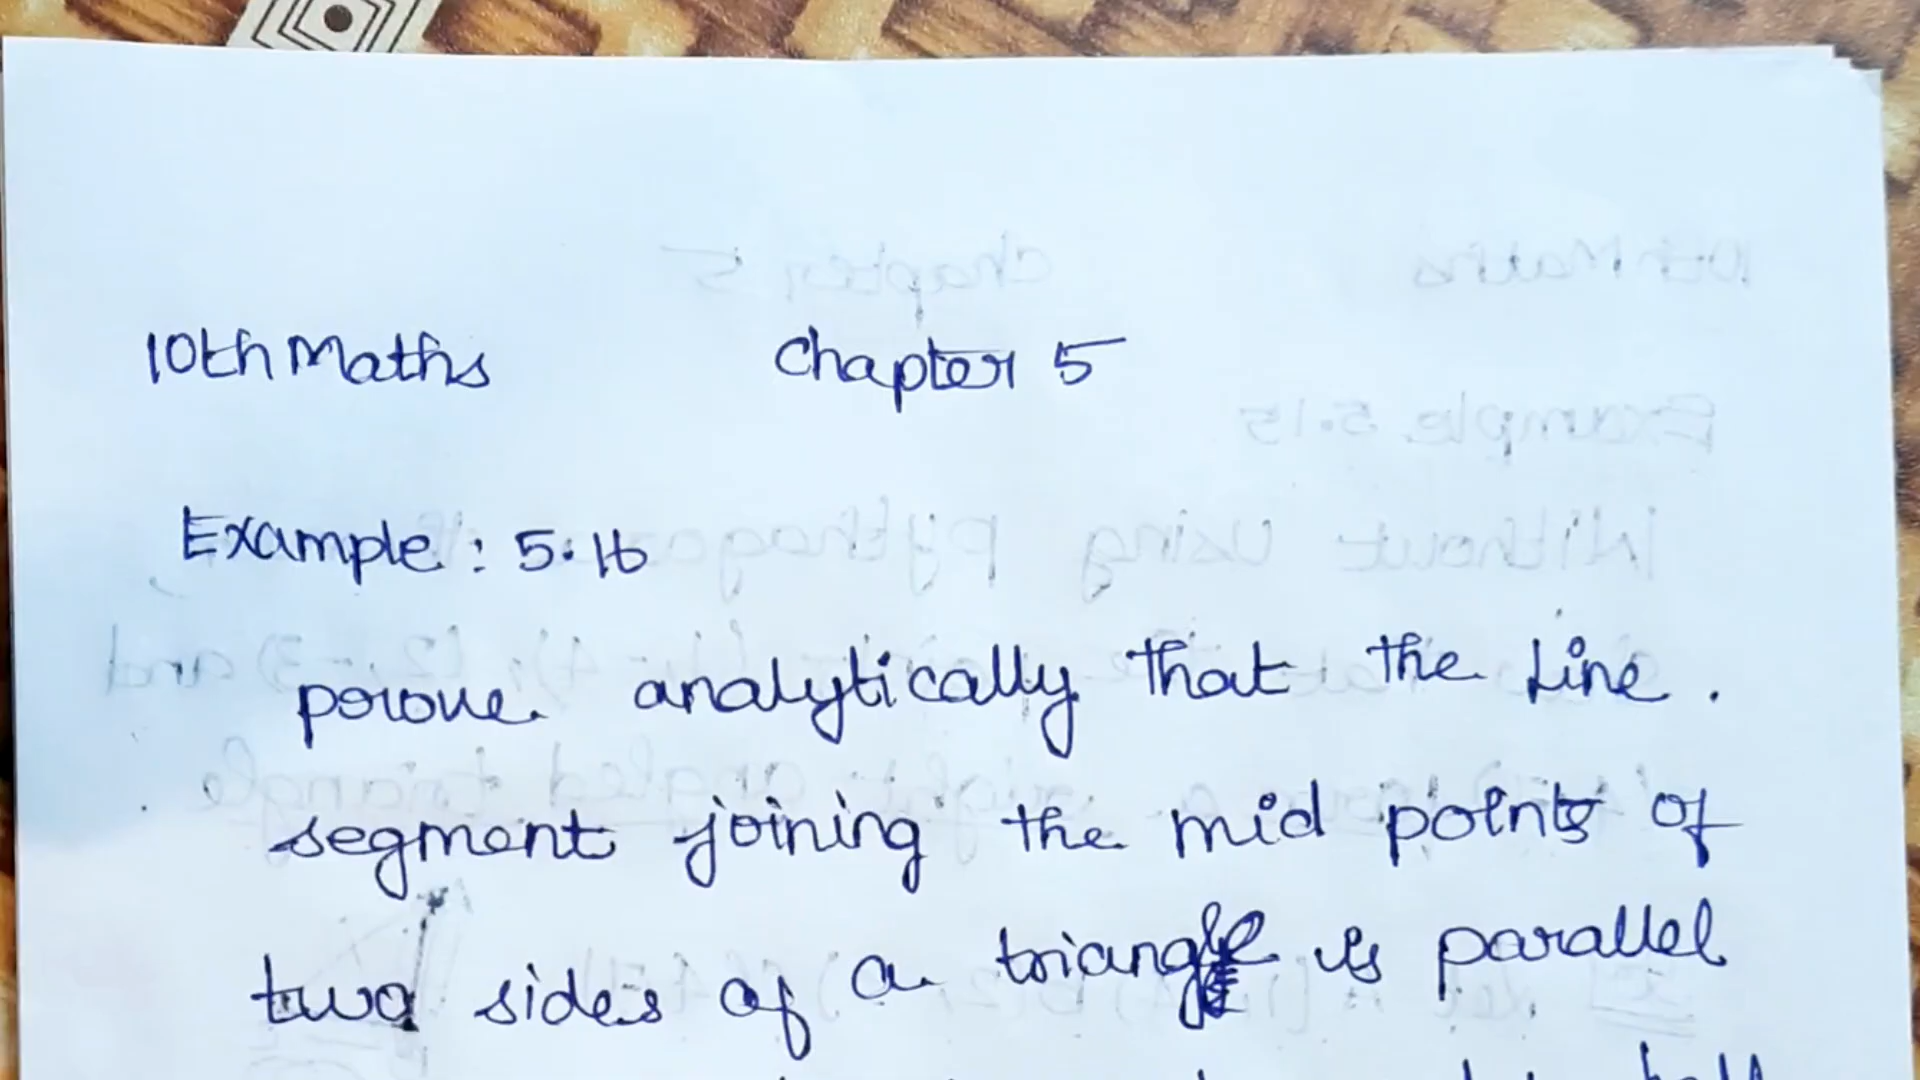 10th Maths Chapter 5
Example : 5.16
prove analytically that the Line.
segment joining the mid points of
two sides of a triangle is parallel